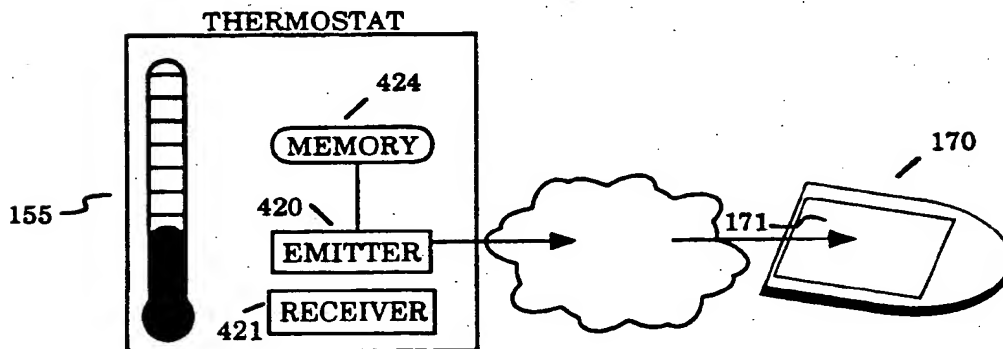 THERMOSTAT
424
MEMORY
170
155
420
171
EMITTER
421
RECEIVER